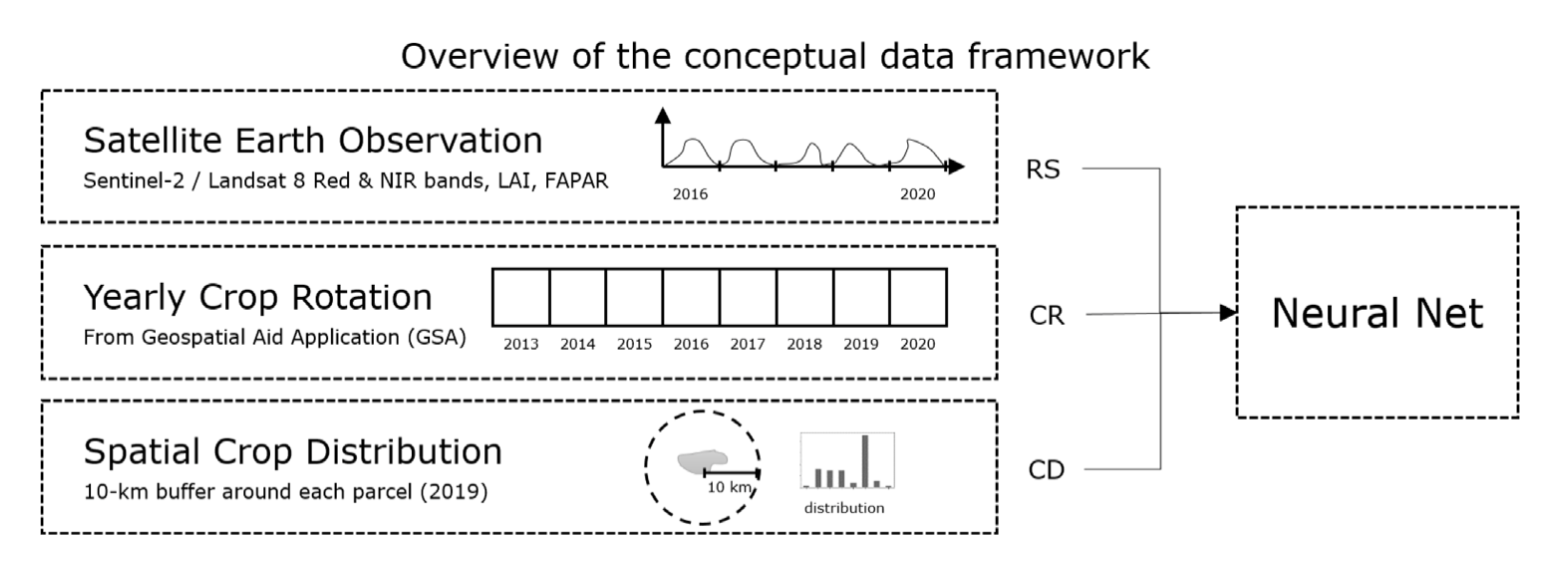 Overview of the conceptual data framework
Satellite Earth Observation
Sentinel-2 / Landsat 8 Red & NIR bands, LAI, FAPAR
2016 2020
RS
Yearly Crop Rotation
From Geospatial Aid Application (GSA)
2013 2014 2015 2016 2017 2018 2019 2020
CR
Neural Net
Spatial Crop Distribution
10-km buffer around each parcel (2019)
10 km
distribution
CD